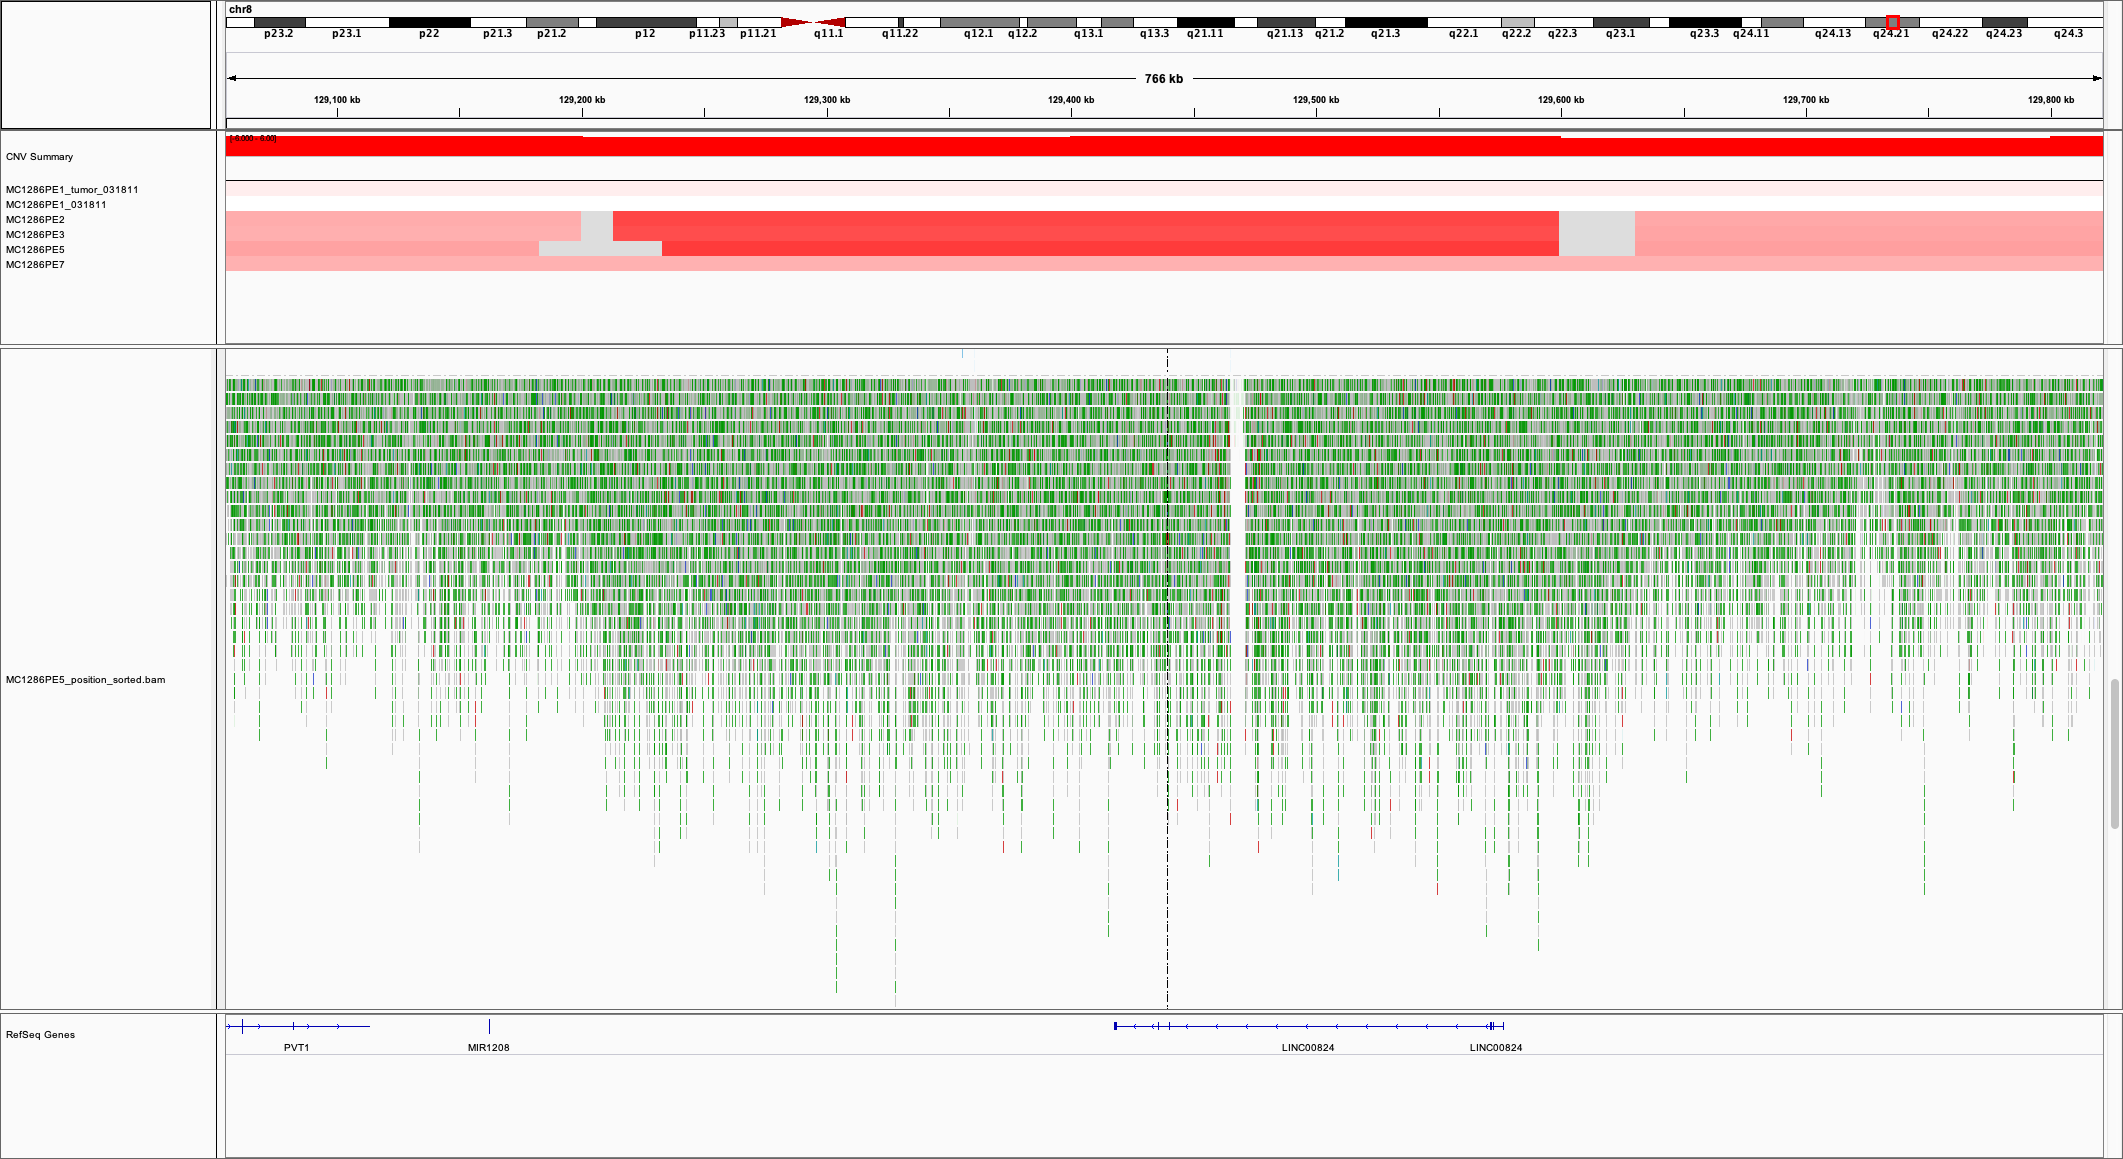 chr8
p23.2 p23.1 p22 p21.3 p21.2 p12 p11.23 p11.21 q11.1 q11.22 q12.1 q12.2 q13.1 q13.3 q21.11 q21.13 q21.2 q21.3 q22.1 q22.2 q22.3 q23.1 q23.3 q24.11 q24.13 q24.21 q24.22 q24.23 q24.3
766 kb
129,100 kb 129,200 kb 129,300 kb 129,400 kb 129,500 kb 129,600 kb 129,700 kb 129,800 kb
CNV Summary
MC1286PE1_tumor_031811
MC1286PE1_031811
MC1286PE2
MC1286PE3
MC1286PE5
MC1286PE7
MC1286PE5_position_sorted.bam
RefSeq Genes
PVT1 MIR1208 LINC00824 LINC00824